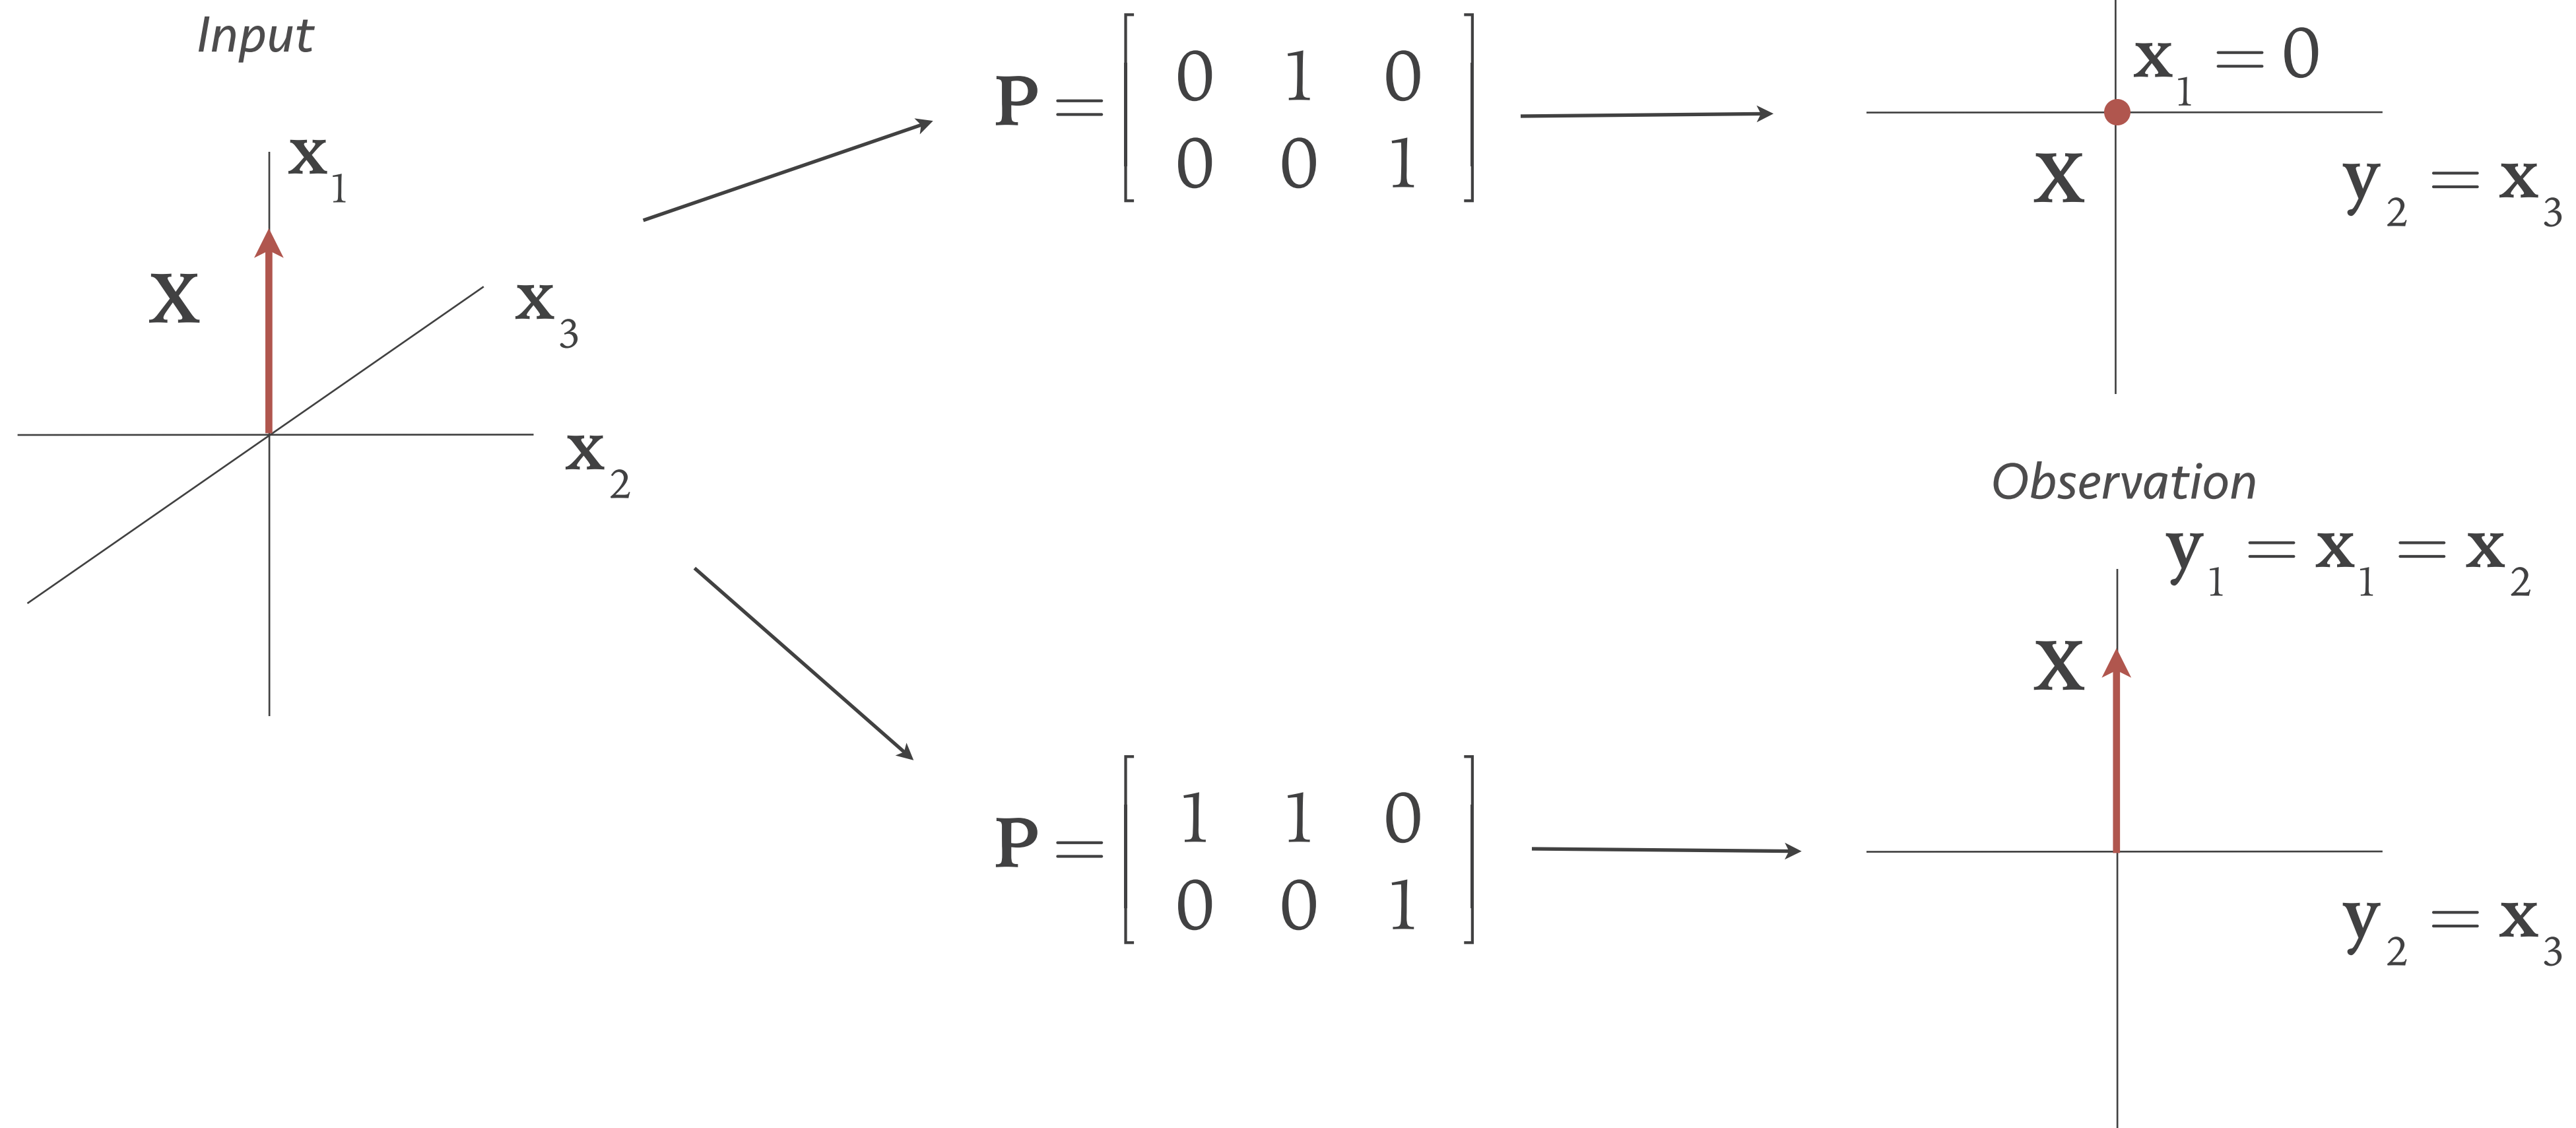 Input
x₁
X
x₃
x₂
P = [ 0 1 0
0 0 1 ]
x₁ = 0
X
y₂ = x₃
Observation
y₁ = x₁ = x₂
X
P = [ 1 1 0
0 0 1 ]
y₂ = x₃